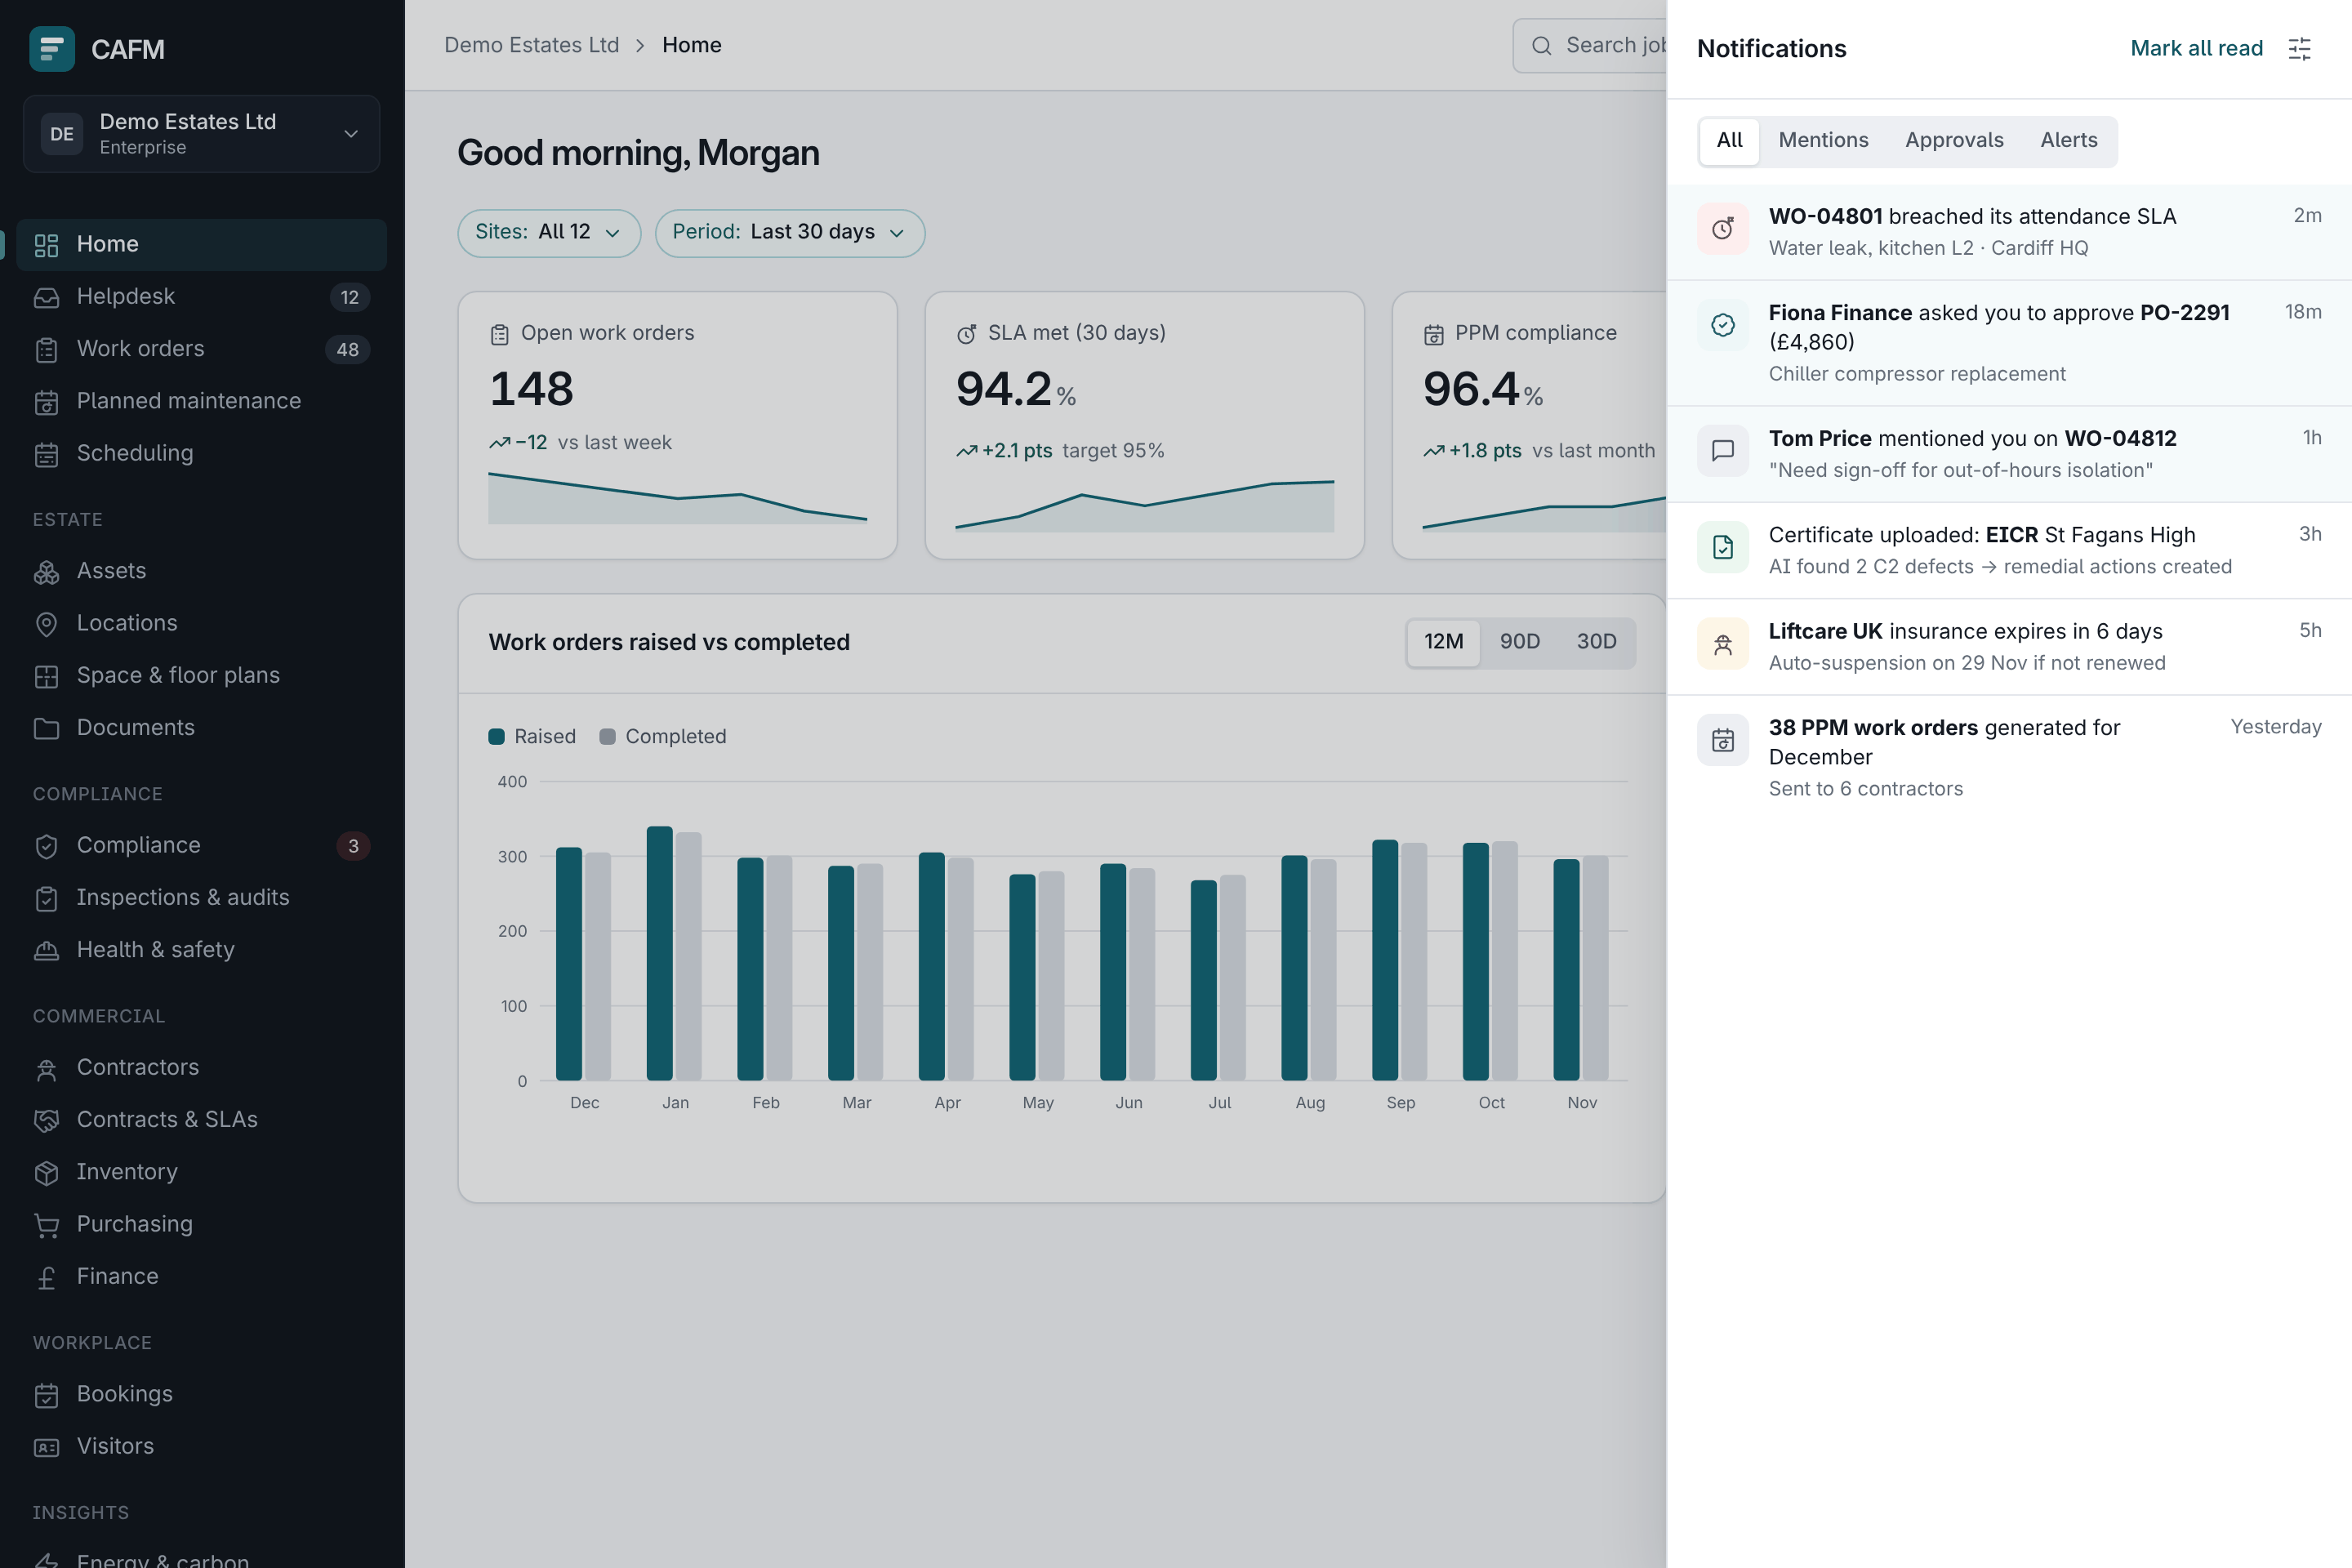 CAFM
DE
Demo Estates Ltd
Enterprise
Home
Helpdesk 12
Work orders 48
Planned maintenance
Scheduling
ESTATE
Assets
Locations
Space & floor plans
Documents
COMPLIANCE
Compliance 3
Inspections & audits
Health & safety
COMMERCIAL
Contractors
Contracts & SLAs
Inventory
Purchasing
Finance
WORKPLACE
Bookings
Visitors
INSIGHTS
Energy & carbon
Demo Estates Ltd > Home
Search job
Good morning, Morgan
Sites: All 12
Period: Last 30 days
Open work orders
148
−12 vs last week
SLA met (30 days)
94.2%
+2.1 pts target 95%
PPM compliance
96.4%
+1.8 pts vs last month
Work orders raised vs completed
12M 90D 30D
Raised Completed
400
300
200
100
0
Dec Jan Feb Mar Apr May Jun Jul Aug Sep Oct Nov
Notifications
Mark all read
All Mentions Approvals Alerts
WO-04801 breached its attendance SLA 2m
Water leak, kitchen L2 · Cardiff HQ
Fiona Finance asked you to approve PO-2291 18m
(£4,860)
Chiller compressor replacement
Tom Price mentioned you on WO-04812 1h
"Need sign-off for out-of-hours isolation"
Certificate uploaded: EICR St Fagans High 3h
AI found 2 C2 defects → remedial actions created
Liftcare UK insurance expires in 6 days 5h
Auto-suspension on 29 Nov if not renewed
38 PPM work orders generated for Yesterday
December
Sent to 6 contractors